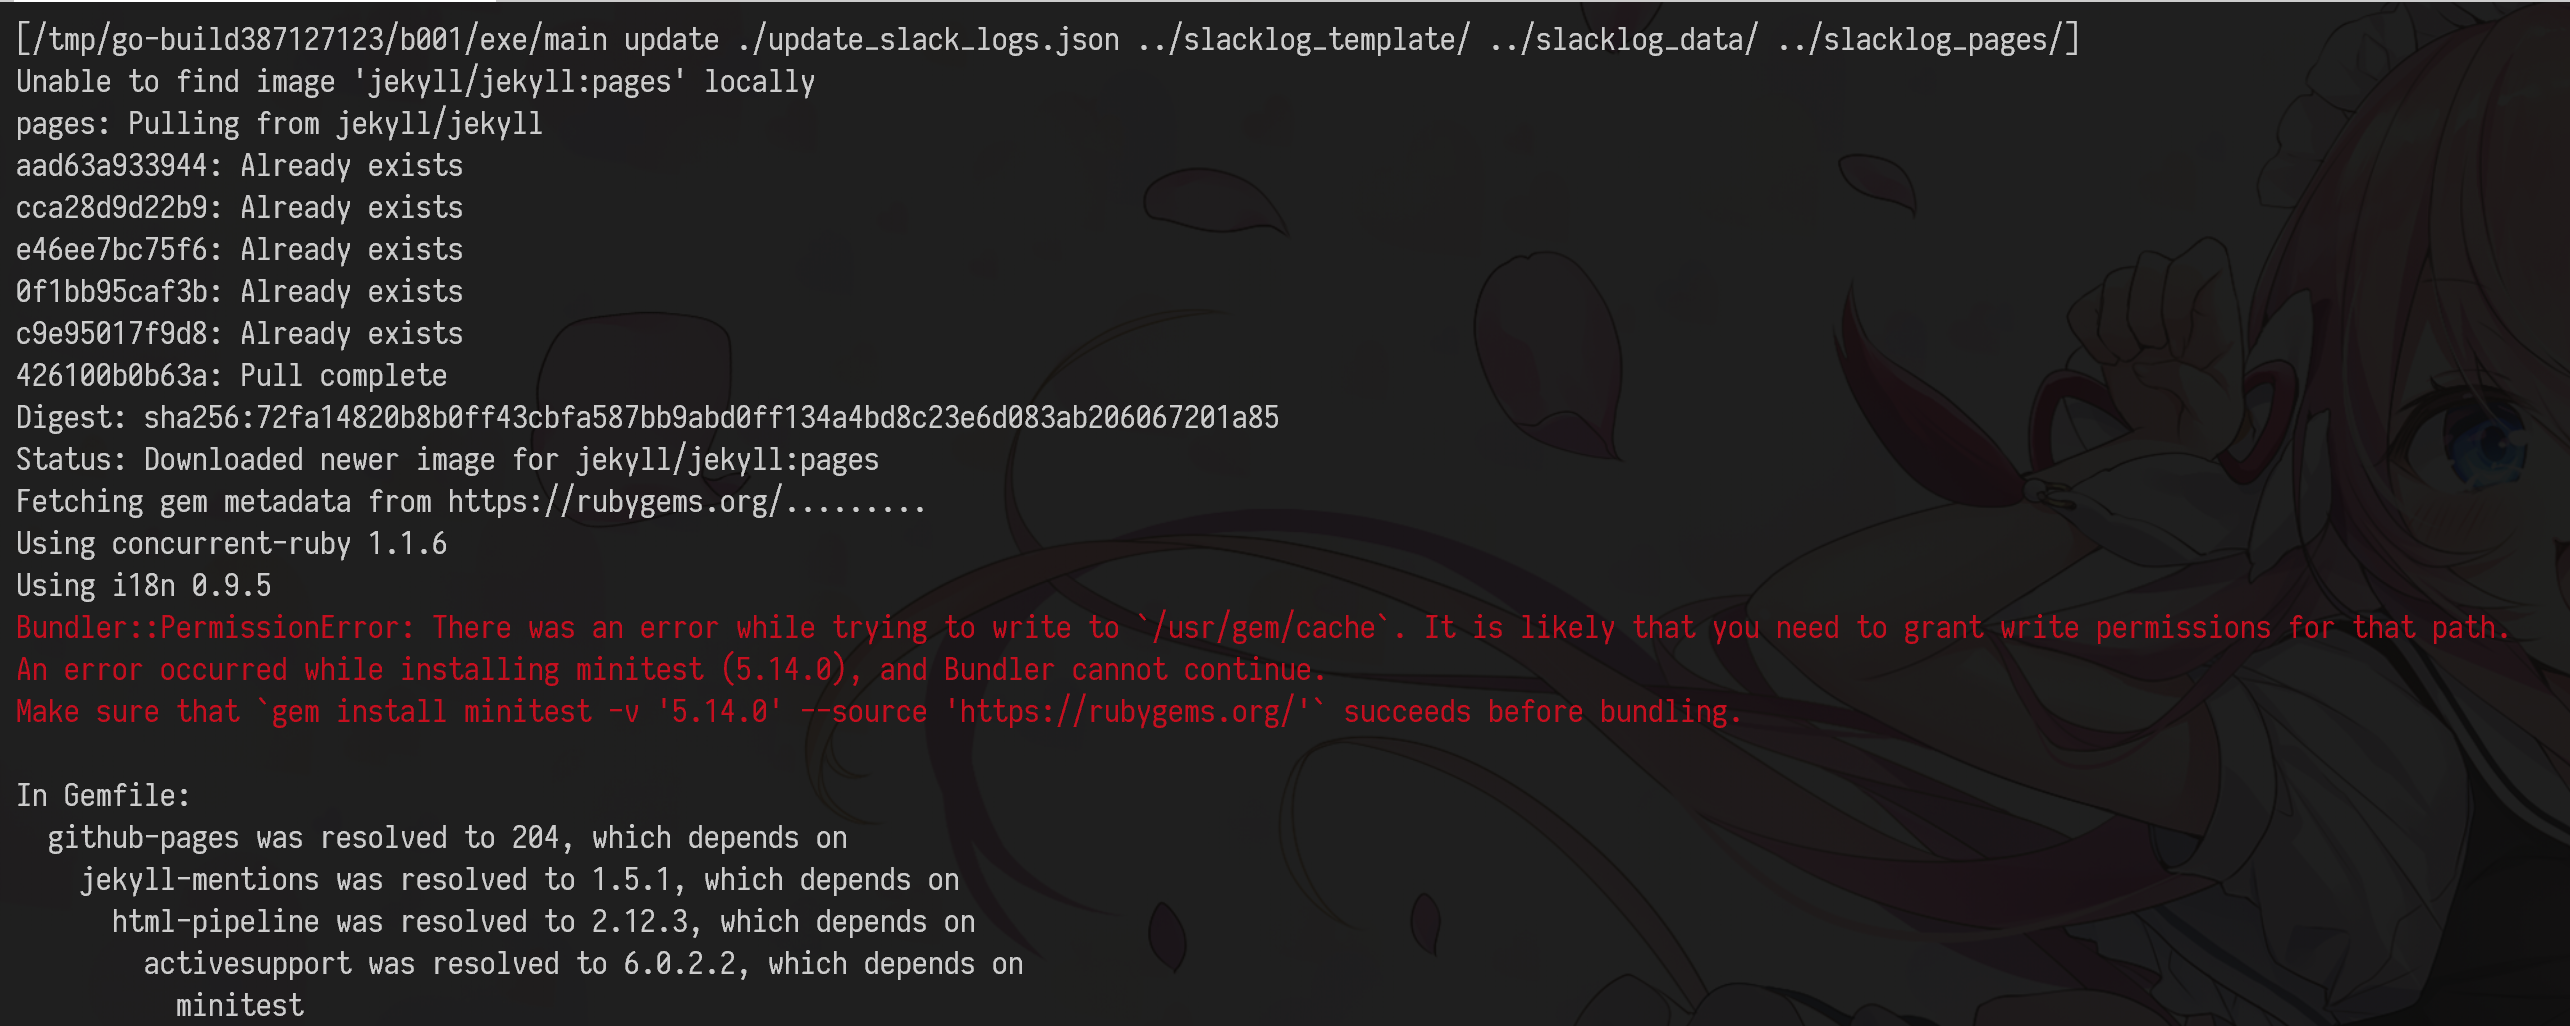 [/tmp/go-build387127123/b001/exe/main update ./update_slack_logs.json ../slacklog_template/ ../slacklog_data/ ../slacklog_pages/]
Unable to find image 'jekyll/jekyll:pages' locally
pages: Pulling from jekyll/jekyll
aad63a933944: Already exists
cca28d9d22b9: Already exists
e46ee7bc75f6: Already exists
0f1bb95caf3b: Already exists
c9e95017f9d8: Already exists
426100b0b63a: Pull complete
Digest: sha256:72fa14820b8b0ff43cbfa587bb9abd0ff134a4bd8c23e6d083ab206067201a85
Status: Downloaded newer image for jekyll/jekyll:pages
Fetching gem metadata from https://rubygems.org/.........
Using concurrent-ruby 1.1.6
Using i18n 0.9.5
Bundler::PermissionError: There was an error while trying to write to `/usr/gem/cache`. It is likely that you need to grant write permissions for that path.
An error occurred while installing minitest (5.14.0), and Bundler cannot continue.
Make sure that `gem install minitest -v '5.14.0' --source 'https://rubygems.org/'` succeeds before bundling.

In Gemfile:
  github-pages was resolved to 204, which depends on
    jekyll-mentions was resolved to 1.5.1, which depends on
      html-pipeline was resolved to 2.12.3, which depends on
        activesupport was resolved to 6.0.2.2, which depends on
          minitest